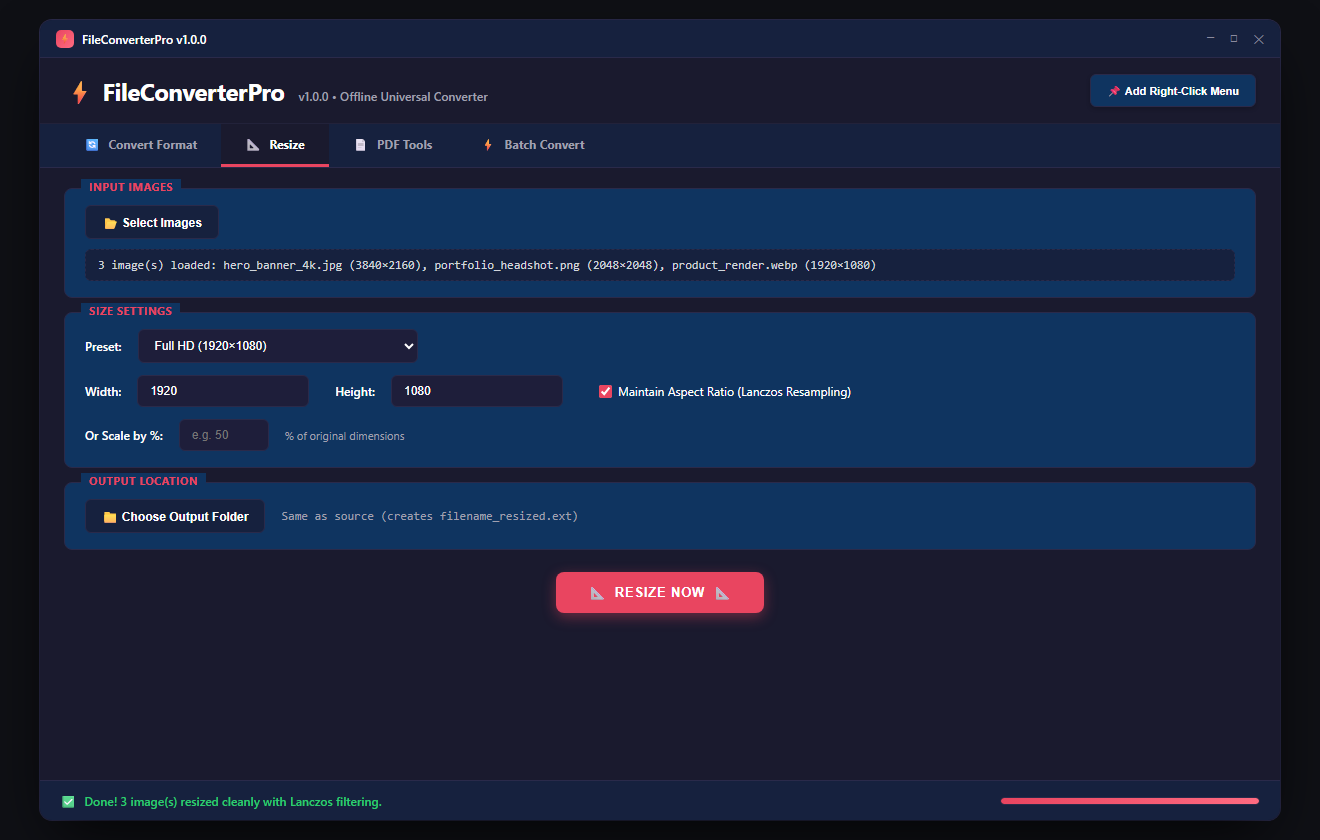 FileConverterPro v1.0.0
FileConverterPro v1.0.0 • Offline Universal Converter
Add Right-Click Menu
Convert Format Resize PDF Tools Batch Convert
INPUT IMAGES
Select Images
3 image(s) loaded: hero_banner_4k.jpg (3840×2160), portfolio_headshot.png (2048×2048), product_render.webp (1920×1080)
SIZE SETTINGS
Preset: Full HD (1920×1080)
Width: 1920 Height: 1080 Maintain Aspect Ratio (Lanczos Resampling)
Or Scale by %: e.g. 50 % of original dimensions
OUTPUT LOCATION
Choose Output Folder Same as source (creates filename_resized.ext)
RESIZE NOW
Done! 3 image(s) resized cleanly with Lanczos filtering.